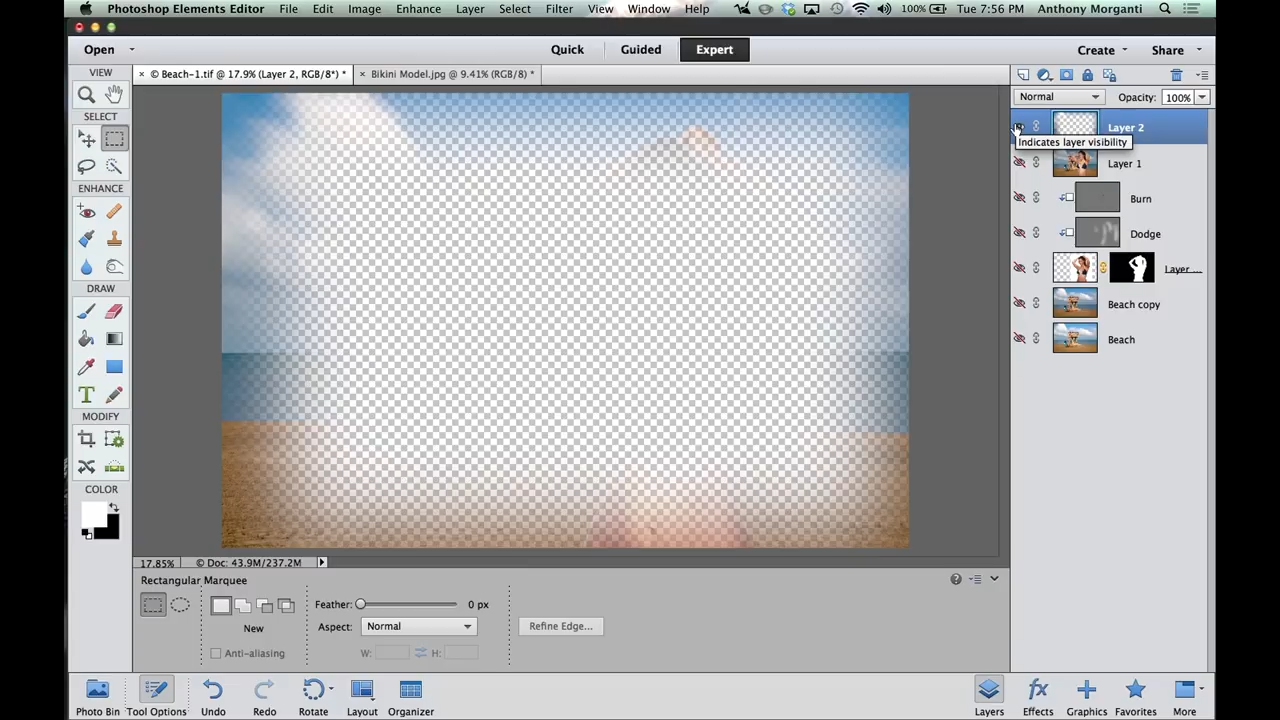 Photoshop Elements Editor File Edit Image Enhance Layer Select Filter View Window Help 100% Tue 7:56 PM Anthony Morganti
Open Quick Guided Expert Create Share
VIEW
× © Beach-1.tif @ 17.9% (Layer 2, RGB/8*) *
× Bikini Model.jpg @ 9.41% (RGB/8) *
SELECT
ENHANCE
DRAW
T
MODIFY
COLOR
Normal Opacity: 100%
Layer 2
Indicates layer visibility
Layer 1
Burn
Dodge
Layer ...
Beach copy
Beach
17.85% © Doc: 43.9M/237.2M
Rectangular Marquee
New
Anti-aliasing
Feather: 0 px
Aspect: Normal
W: H:
Refine Edge...
Photo Bin Tool Options Undo Redo Rotate Layout Organizer
fx
Layers Effects Graphics Favorites More